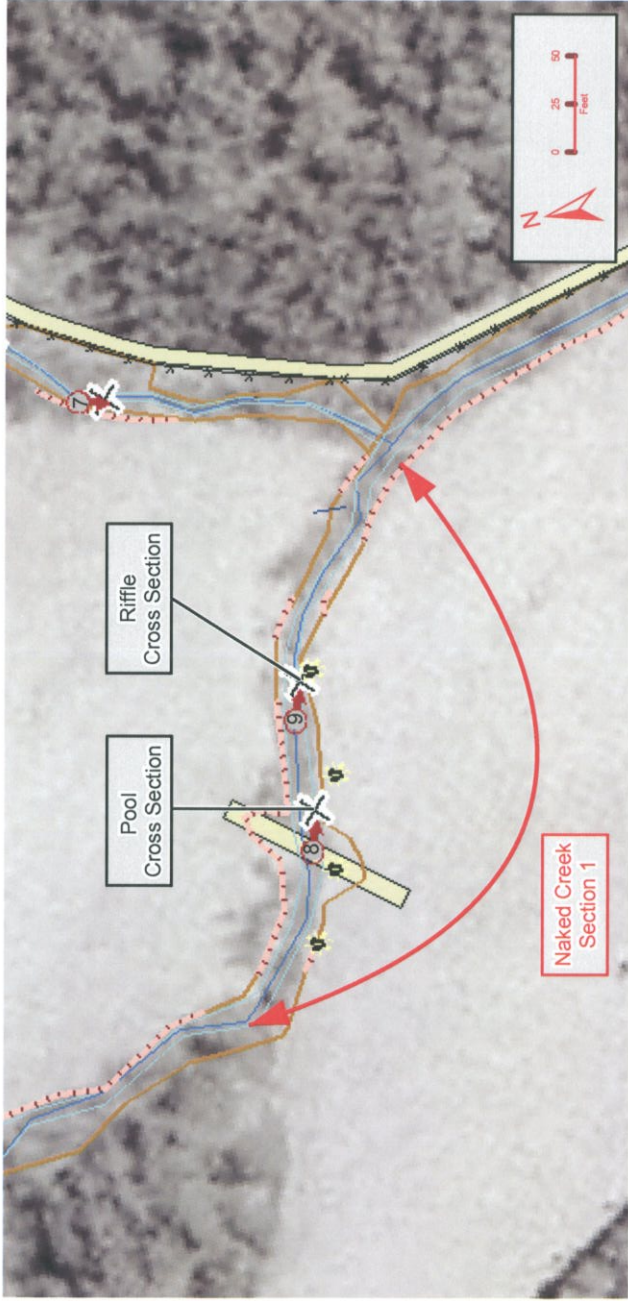 Riffle
Cross Section
Pool
Cross Section
7
9
8
Naked Creek
Section 1
N
0 25 50
Feet